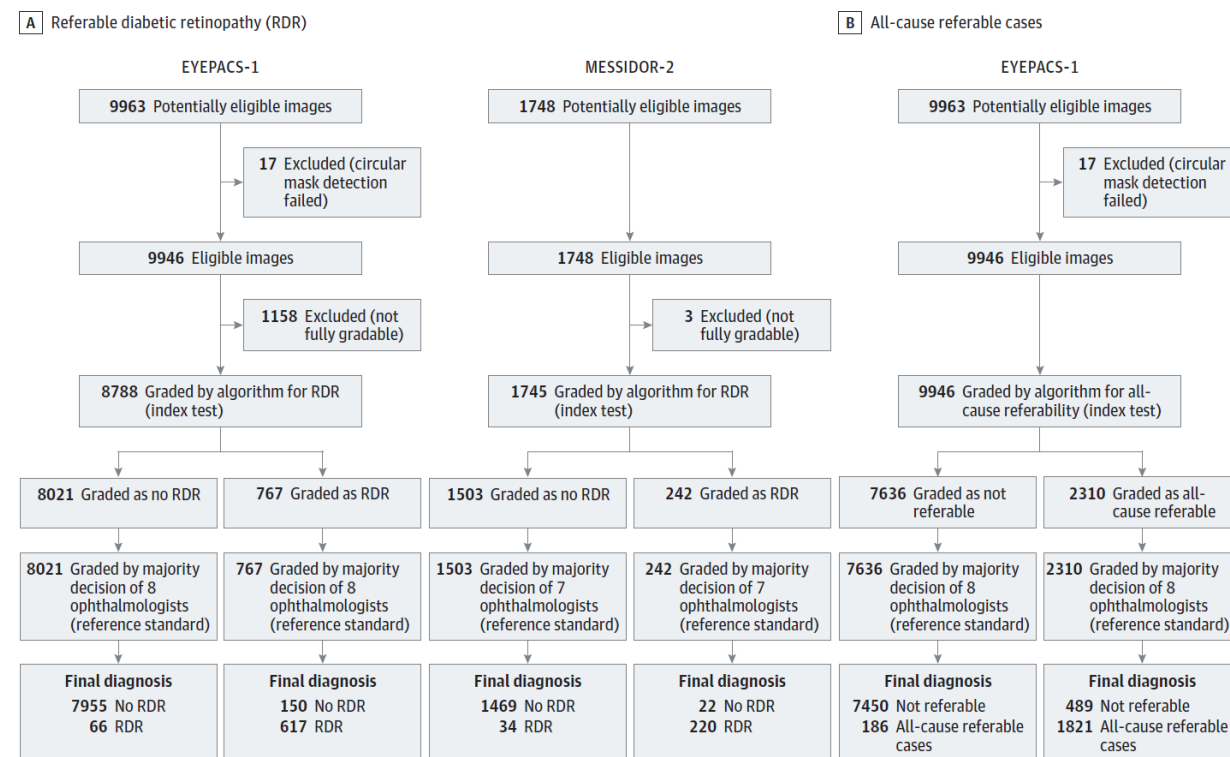 A Referable diabetic retinopathy (RDR)
EYEPACS-1
9963 Potentially eligible images
17 Excluded (circular
mask detection
failed)
9946 Eligible images
1158 Excluded (not
fully gradable)
8788 Graded by algorithm for RDR
(index test)
8021 Graded as no RDR
767 Graded as RDR
8021 Graded by majority
decision of 8
ophthalmologists
(reference standard)
767 Graded by majority
decision of 8
ophthalmologists
(reference standard)
Final diagnosis
7955 No RDR
66 RDR
Final diagnosis
150 No RDR
617 RDR
MESSIDOR-2
1748 Potentially eligible images
1748 Eligible images
3 Excluded (not
fully gradable)
1745 Graded by algorithm for RDR
(index test)
1503 Graded as no RDR
242 Graded as RDR
1503 Graded by majority
decision of 7
ophthalmologists
(reference standard)
242 Graded by majority
decision of 7
ophthalmologists
(reference standard)
Final diagnosis
1469 No RDR
34 RDR
Final diagnosis
22 No RDR
220 RDR
B All-cause referable cases
EYEPACS-1
9963 Potentially eligible images
17 Excluded (circular
mask detection
failed)
9946 Eligible images
9946 Graded by algorithm for all-
cause referability (index test)
7636 Graded as not
referable
2310 Graded as all-
cause referable
7636 Graded by majority
decision of 8
ophthalmologists
(reference standard)
2310 Graded by majority
decision of 8
ophthalmologists
(reference standard)
Final diagnosis
7450 Not referable
186 All-cause referable
cases
Final diagnosis
489 Not referable
1821 All-cause referable
cases